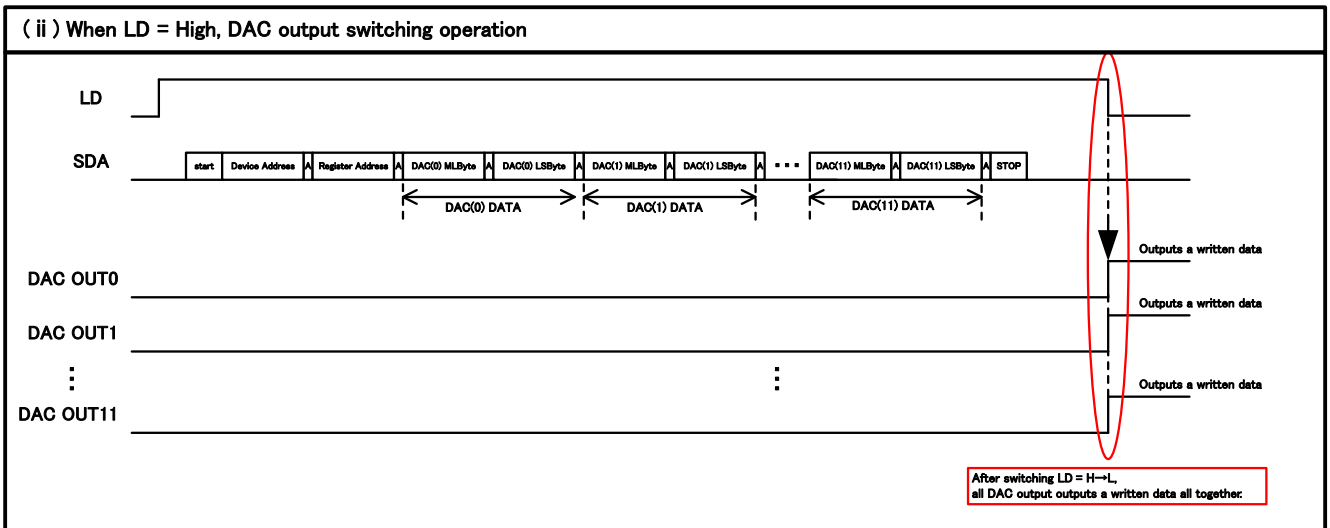 (ⅱ) When LD = High, DAC output switching operation
LD
SDA
start Device Address A Register Address A DAC(0) MLByte A DAC(0) LSByte A DAC(1) MLByte A DAC(1) LSByte A ・・・ DAC(11) MLByte A DAC(11) LSByte A STOP
DAC(0) DATA DAC(1) DATA DAC(11) DATA
Outputs a written data
DAC OUT0
Outputs a written data
DAC OUT1
⋮ ⋮
Outputs a written data
DAC OUT11
After switching LD = H→L,
all DAC output outputs a written data all together.